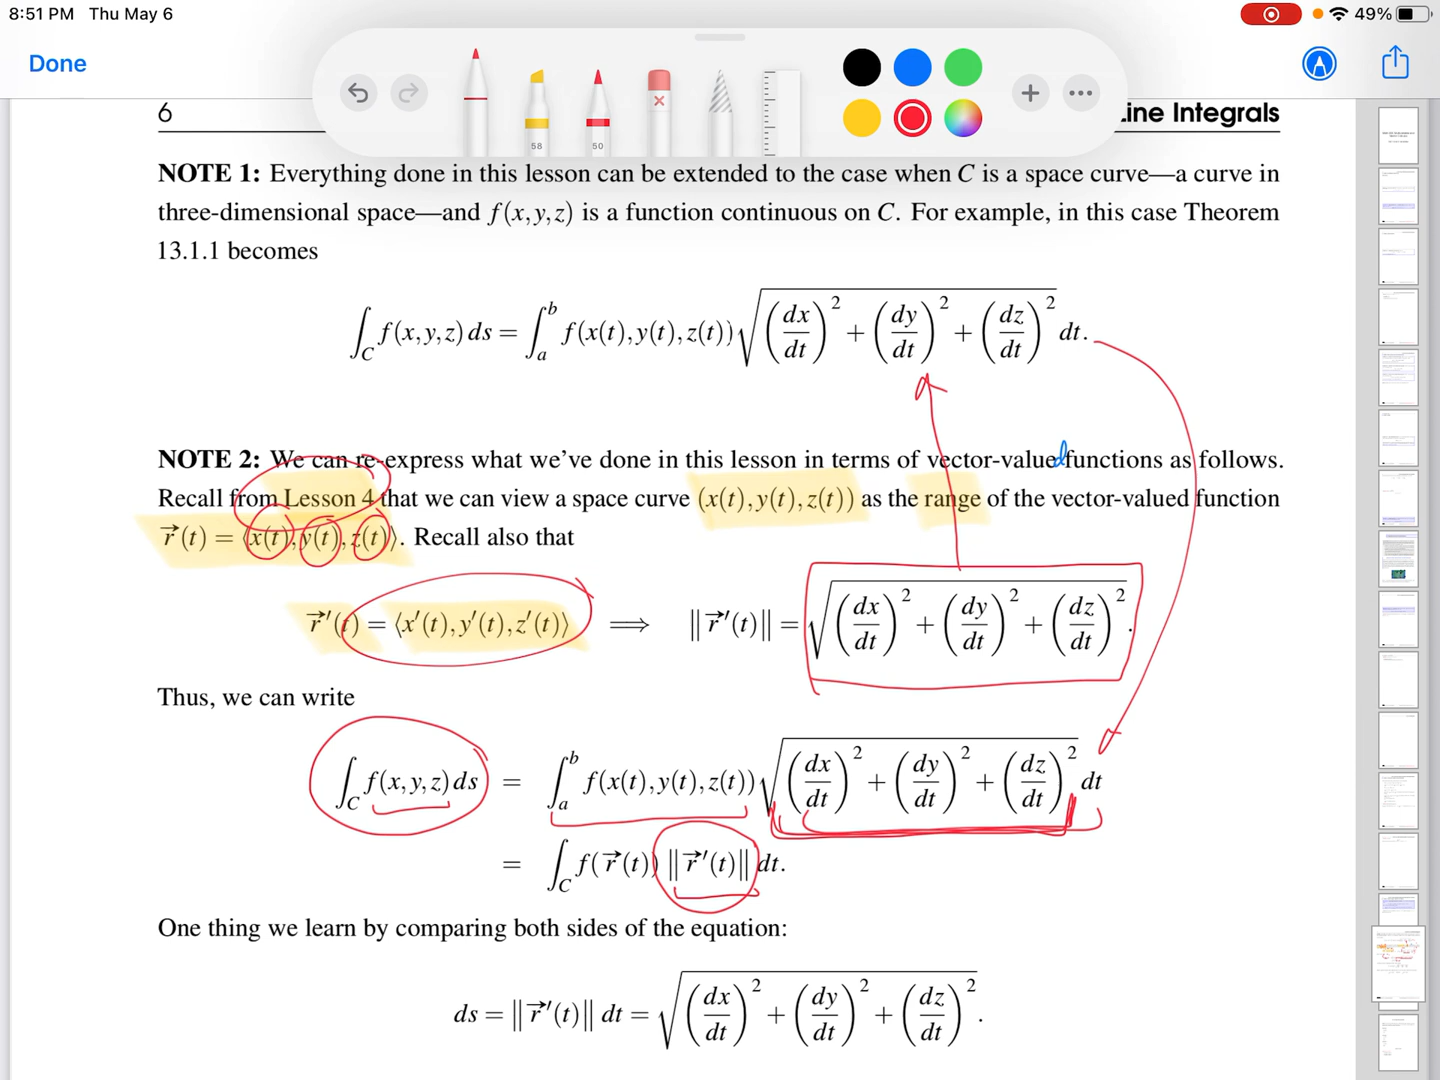 8:51 PM Thu May 6 49%
Done
58 50
6 Line Integrals
NOTE 1: Everything done in this lesson can be extended to the case when C is a space curve—a curve in
three-dimensional space—and f(x,y,z) is a function continuous on C. For example, in this case Theorem
13.1.1 becomes
∫_C f(x,y,z) ds = ∫_a^b f(x(t),y(t),z(t)) √((dx/dt)² + (dy/dt)² + (dz/dt)²) dt.
NOTE 2: We can re-express what we've done in this lesson in terms of vector-valued functions as follows.
Recall from Lesson 4 that we can view a space curve (x(t),y(t),z(t)) as the range of the vector-valued function
r⃗(t) = ⟨x(t),y(t),z(t)⟩. Recall also that
r⃗′(t) = ⟨x′(t),y′(t),z′(t)⟩ ⟹ ||r⃗′(t)|| = √((dx/dt)² + (dy/dt)² + (dz/dt)²).
Thus, we can write
∫_C f(x,y,z) ds = ∫_a^b f(x(t),y(t),z(t)) √((dx/dt)² + (dy/dt)² + (dz/dt)²) dt
= ∫_C f(r⃗(t)) ||r⃗′(t)|| dt.
One thing we learn by comparing both sides of the equation:
ds = ||r⃗′(t)|| dt = √((dx/dt)² + (dy/dt)² + (dz/dt)²).